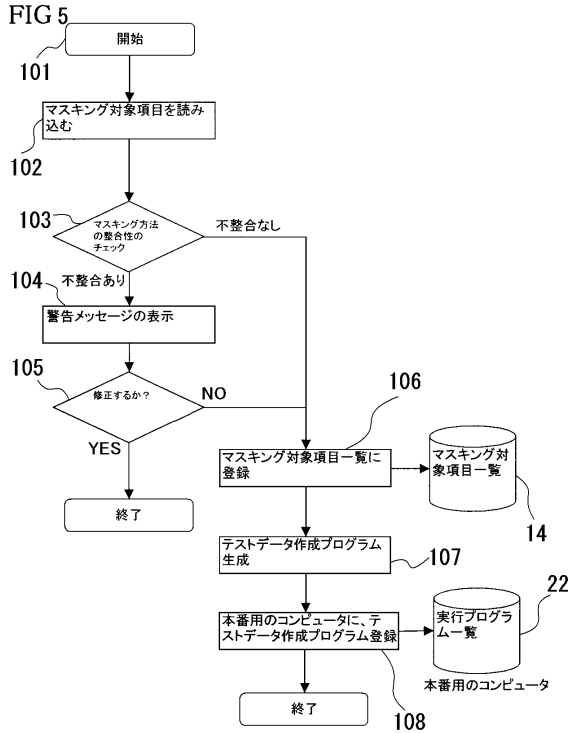 FIG 5
開始
101
マスキング対象項目を読み
込む
102
103
マスキング方法
の整合性の
チェック
不整合なし
不整合あり
104
警告メッセージの表示
105
修正するか？
NO
YES
終了
106
マスキング対象項目一覧に
登録
マスキング対
象項目一覧
14
テストデータ作成プログラム
生成
107
本番用のコンピュータに、テ
ストデータ作成プログラム登録
108
実行プログラ
ム一覧
22
本番用のコンピュータ
終了